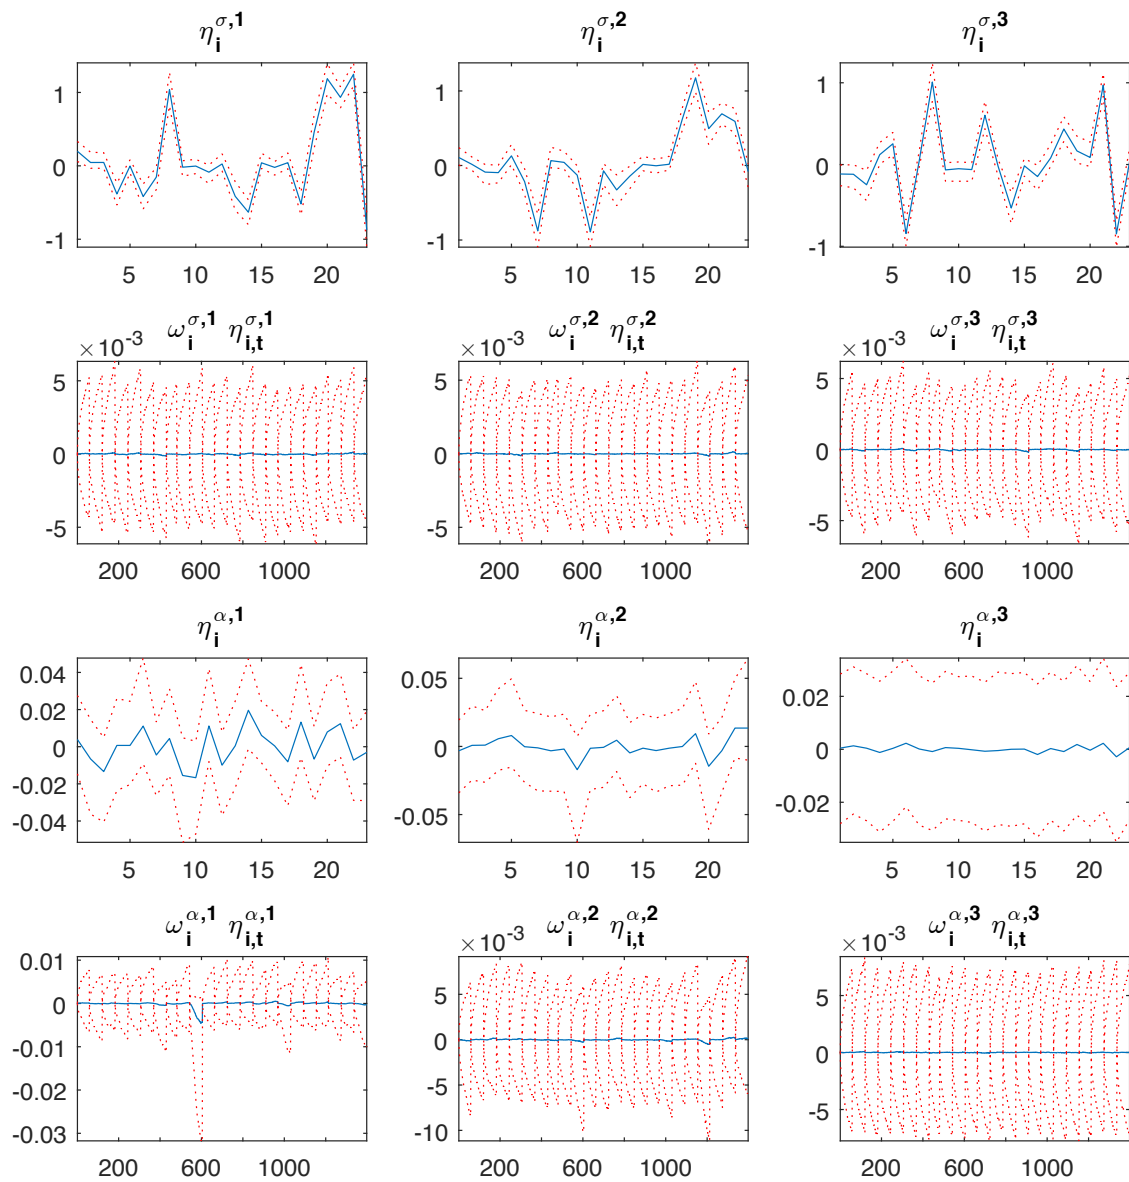 η_i^{σ,1} η_i^{σ,2} η_i^{σ,3}
1 1 1
0 0 0
-1 -1 -1
5 10 15 20 5 10 15 20 5 10 15 20
×10^{-3} ω_i^{σ,1} η_{i,t}^{σ,1} ×10^{-3} ω_i^{σ,2} η_{i,t}^{σ,2} ×10^{-3} ω_i^{σ,3} η_{i,t}^{σ,3}
5 5 5
0 0 0
-5 -5 -5
200 600 1000 200 600 1000 200 600 1000
η_i^{α,1} η_i^{α,2} η_i^{α,3}
0.04 0.05 0.02
0.02 0 0
0 -0.05 -0.02
-0.02
-0.04
5 10 15 20 5 10 15 20 5 10 15 20
ω_i^{α,1} η_{i,t}^{α,1} ×10^{-3} ω_i^{α,2} η_{i,t}^{α,2} ×10^{-3} ω_i^{α,3} η_{i,t}^{α,3}
0.01 5 5
0 0 0
-0.01 -5 -5
-0.02 -10
-0.03
200 600 1000 200 600 1000 200 600 1000